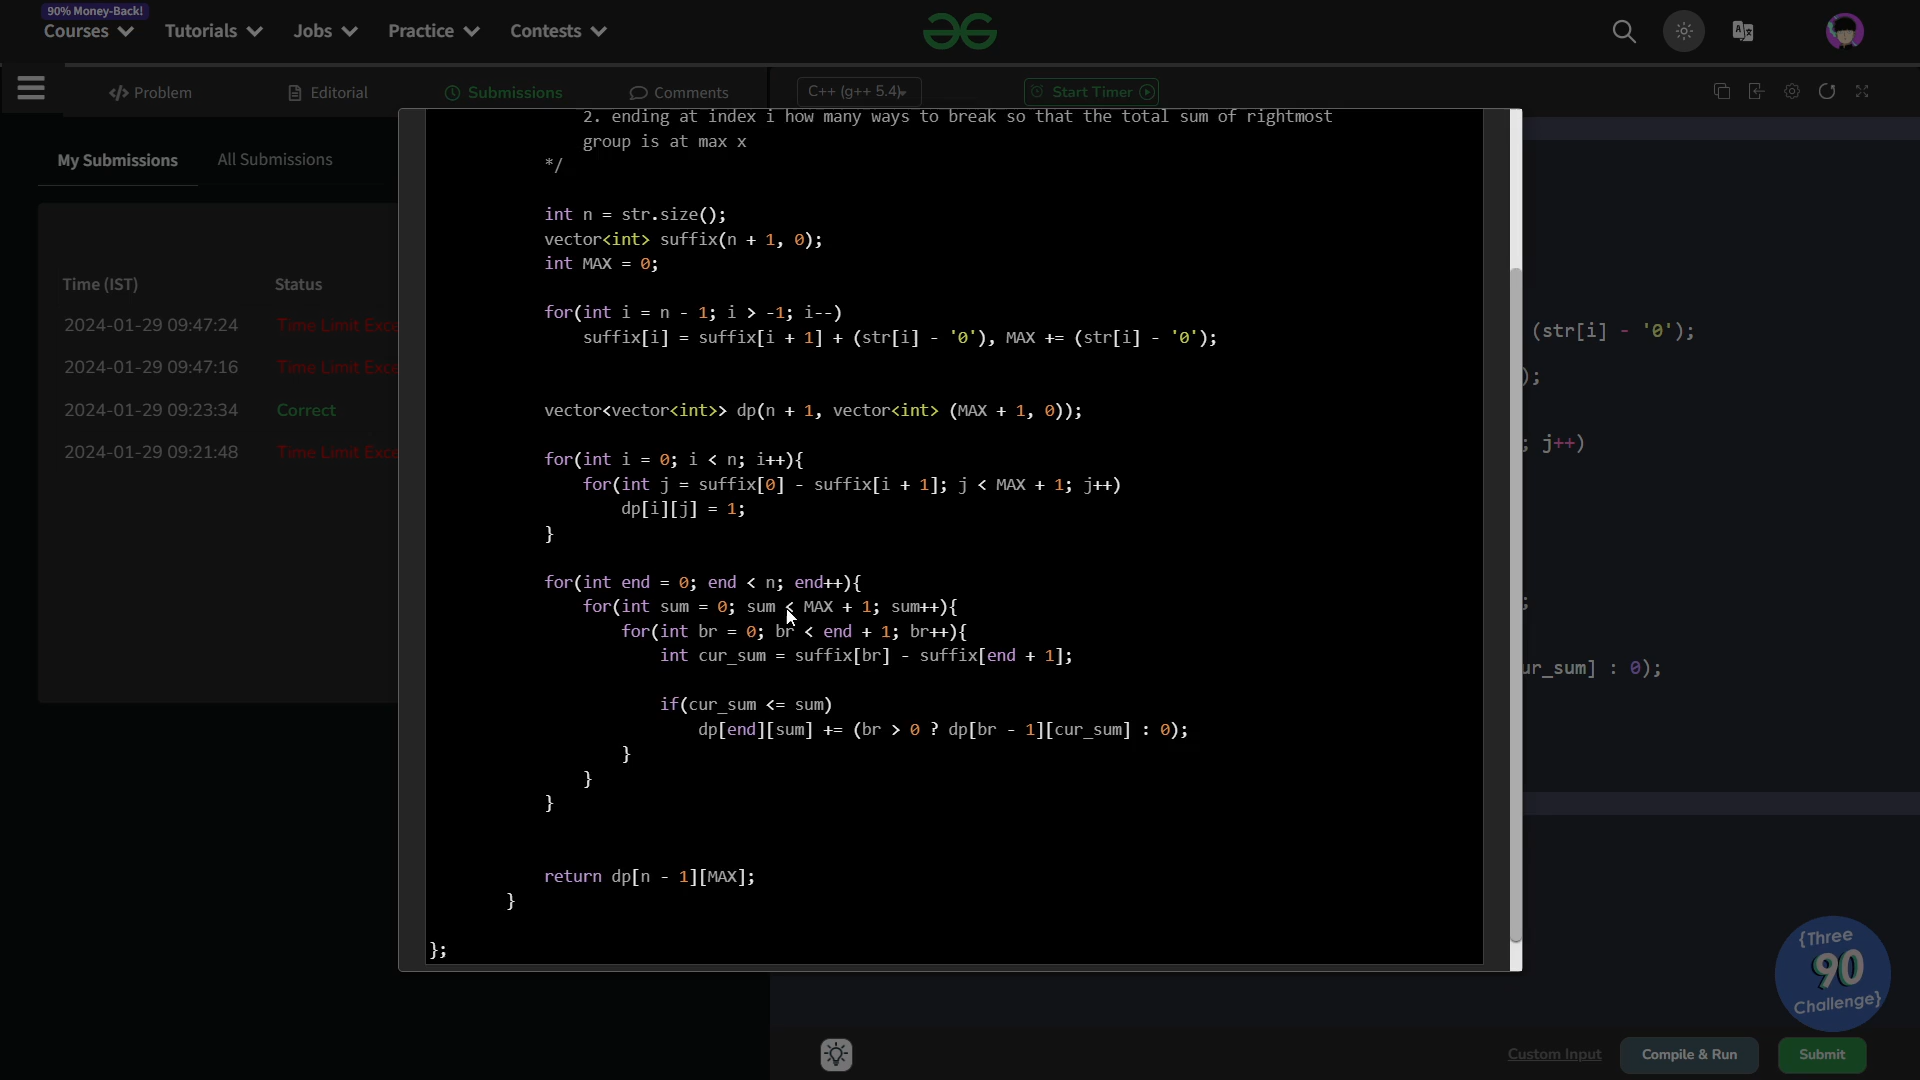 90% Money-Back!
Courses
Tutorials
Jobs
Practice
Contests
Problem
Editorial
Submissions
Comments
C++ (g++ 5.4)
Start Timer
My Submissions
All Submissions
Time (IST)
Status
2024-01-29 09:47:24
Time Limit Exce
2024-01-29 09:47:16
Time Limit Exce
2024-01-29 09:23:34
Correct
2024-01-29 09:21:48
Time Limit Exce
2. ending at index i how many ways to break so that the total sum of rightmost
group is at max x
*/
int n = str.size();
vector<int> suffix(n + 1, 0);
int MAX = 0;
for(int i = n - 1; i > -1; i--)
suffix[i] = suffix[i + 1] + (str[i] - '0'), MAX += (str[i] - '0');
vector<vector<int>> dp(n + 1, vector<int> (MAX + 1, 0));
for(int i = 0; i < n; i++){
for(int j = suffix[0] - suffix[i + 1]; j < MAX + 1; j++)
dp[i][j] = 1;
}
for(int end = 0; end < n; end++){
for(int sum = 0; sum < MAX + 1; sum++){
for(int br = 0; br < end + 1; br++){
int cur_sum = suffix[br] - suffix[end + 1];
if(cur_sum <= sum)
dp[end][sum] += (br > 0 ? dp[br - 1][cur_sum] : 0);
}
}
}
return dp[n - 1][MAX];
}
};
(str[i] - '0');
);
; j++)
;
ur_sum] : 0);
{Three
90
Challenge}
Custom Input
Compile & Run
Submit